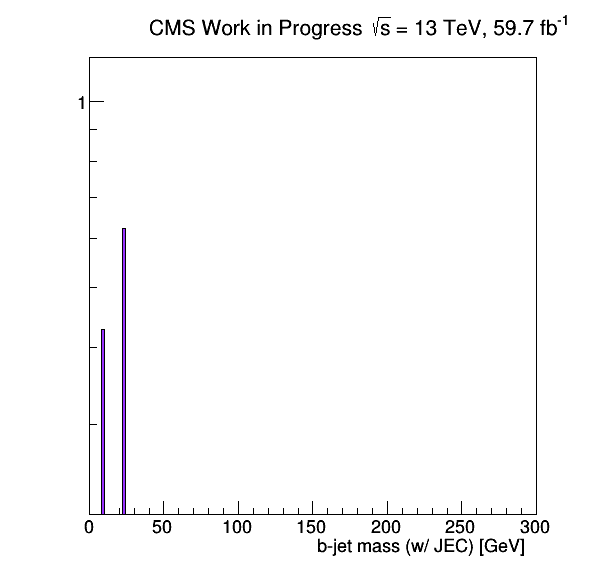 CMS Work in Progress √s = 13 TeV, 59.7 fb⁻¹
1
0 50 100 150 200 250 300
b-jet mass (w/ JEC) [GeV]